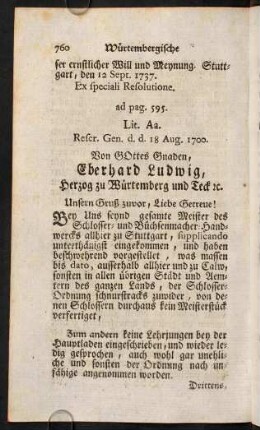 760 Würtembergische
ser ernstlicher Will und Meynung. Stutt-
gart, den 12 Sept. 1737.
Ex speciali Resolutione.
ad pag. 595.
Lit. Aa.
Rescr. Gen. d. d. 18 Aug. 1700.
Von GOttes Gnaden,
Eberhard Ludwig,
Herzog zu Würtemberg und Teck ꝛc.
Unsern Gruß zuvor, Liebe Getreue!
Bey Uns seynd gesamte Meister des
Schlosser- und Büchsenmacher-Hand-
wercks allhier zu Stuttgart, supplicando
unterthäuigst eingekommen, und haben
beschwehrend vorgestellet, was massen
bis dato, ausserhalb allhier und zu Calw,
sonsten in allen übrigen Städt und Aem-
tern des ganzen Lands, der Schlosser-
Ordnung schnurstracks zuwider, von de-
nen Schlossern durchaus kein Meisterstück
verfertiget,
Zum andern keine Lehrjungen bey der
Hauptladen eingeschrieben, und wieder le-
dig gesprochen, auch wohl gar unehli-
che und sonsten der Ordnung nach un-
fähige angenommen worden.
Drittens,